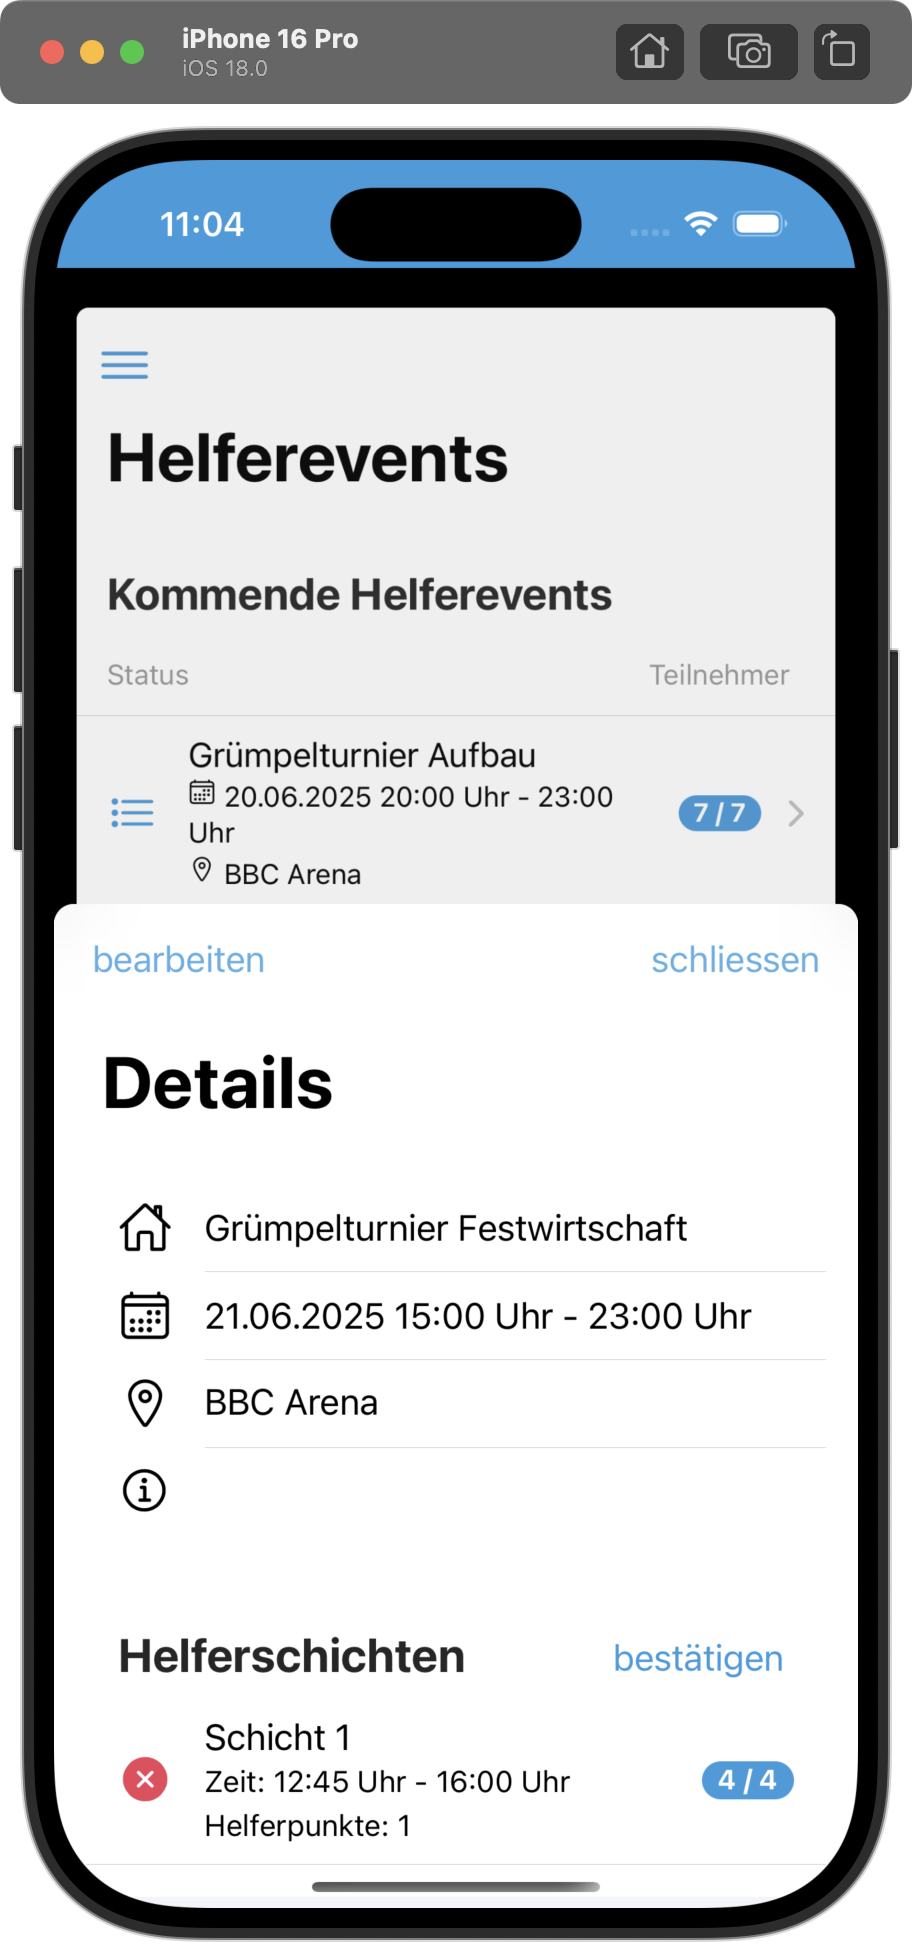 iPhone 16 Pro
iOS 18.0
11:04
Helferevents
Kommende Helferevents
Status
Teilnehmer
Grümpelturnier Aufbau
20.06.2025 20:00 Uhr - 23:00
Uhr
7 / 7
BBC Arena
bearbeiten
schliessen
Details
Grümpelturnier Festwirtschaft
21.06.2025 15:00 Uhr - 23:00 Uhr
BBC Arena
Helferschichten
bestätigen
Schicht 1
Zeit: 12:45 Uhr - 16:00 Uhr
4 / 4
Helferpunkte: 1